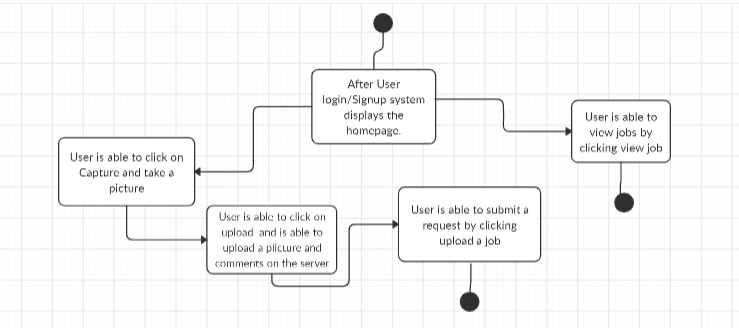 After User
login/Signup system
displays the
homepage.
User is able to
view jobs by
clicking view job
User is able to click on
Capture and take a
picture
User is able to click on
upload and is able to
upload a piicture and
comments on the server
User is able to submit a
request by clicking
upload a job